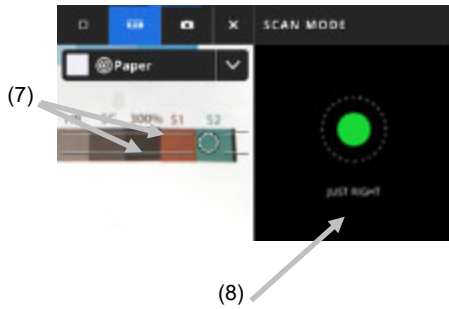 SCAN MODE
Paper
(7)
300% S1 S2
JUST RIGHT
(8)